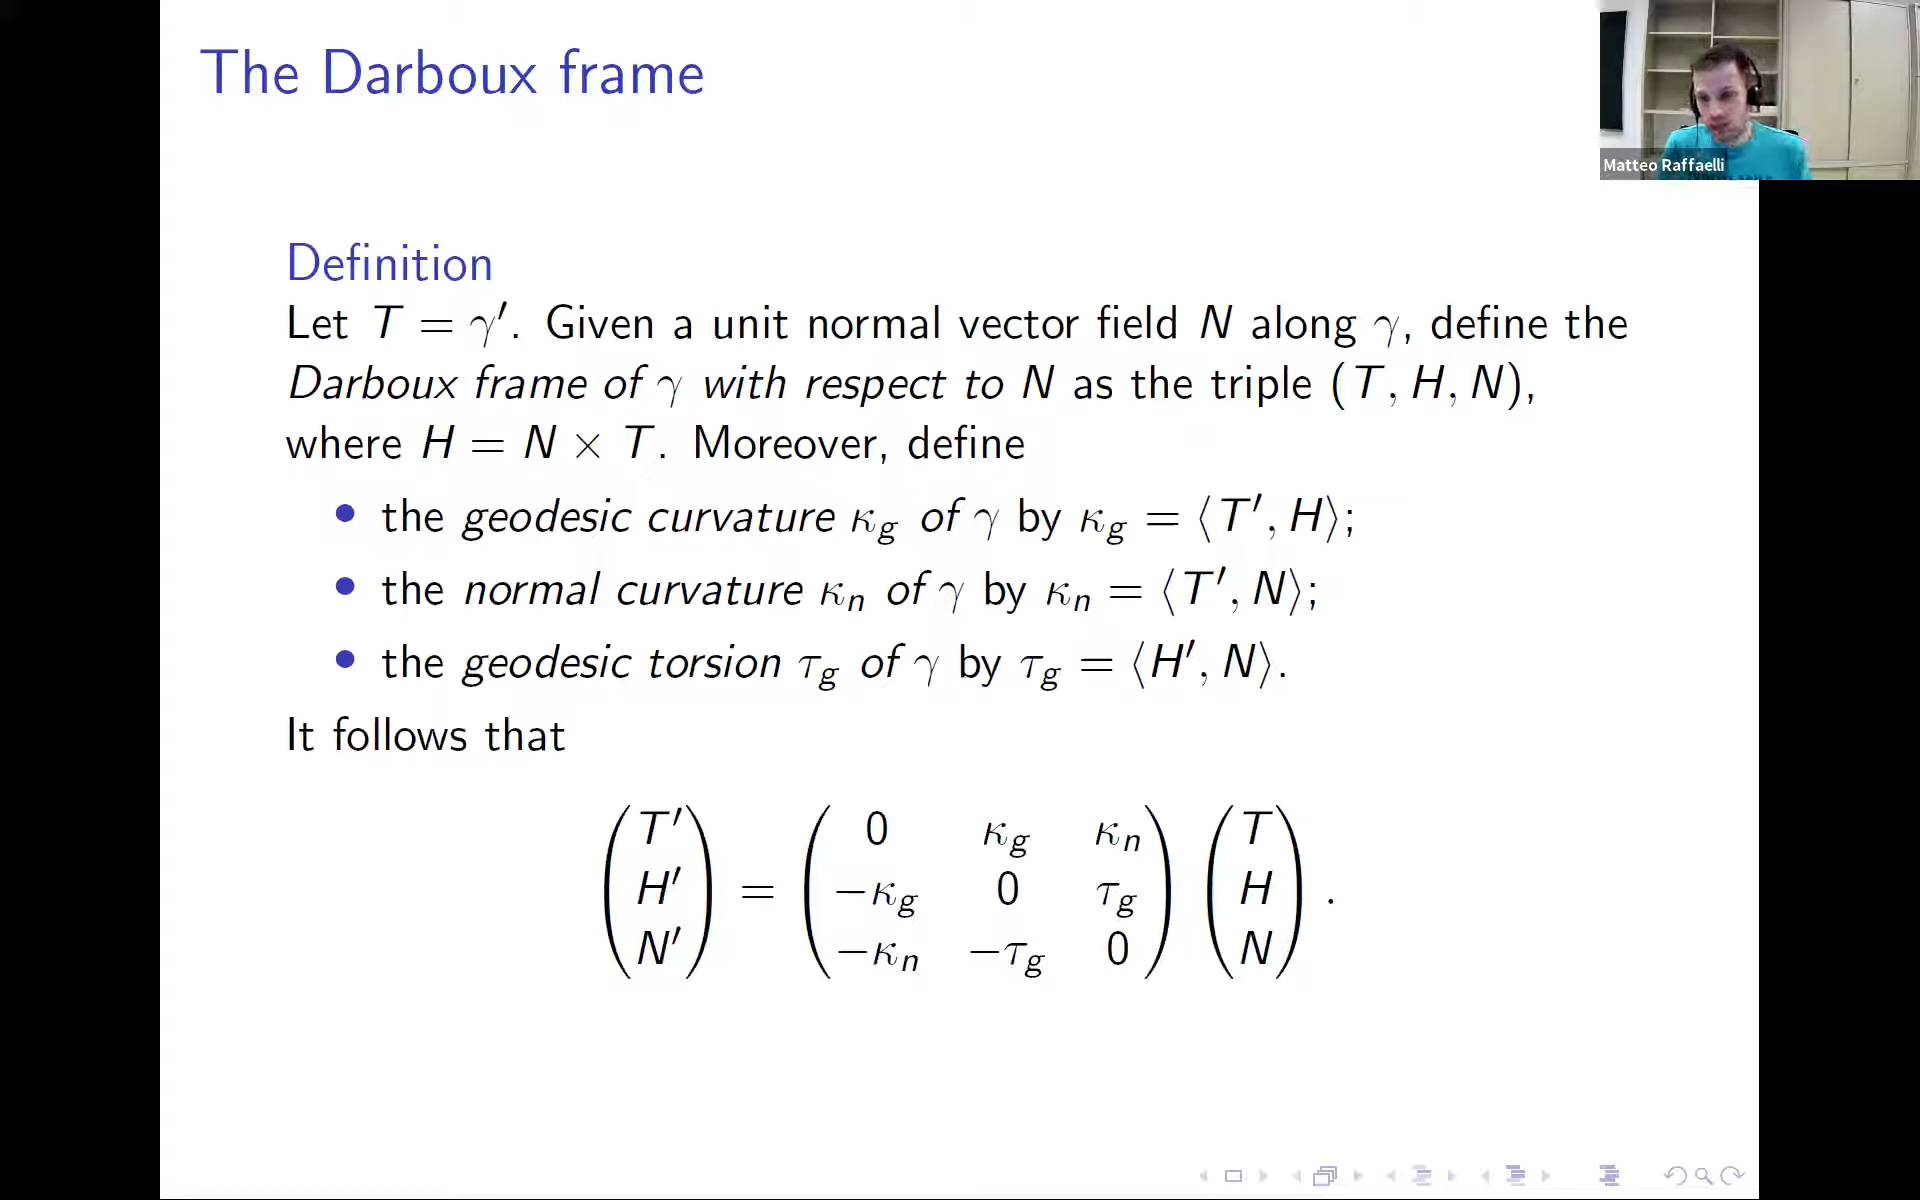 The Darboux frame
Matteo Raffaelli
Definition
Let T = γ′. Given a unit normal vector field N along γ, define the
Darboux frame of γ with respect to N as the triple (T, H, N),
where H = N × T. Moreover, define
• the geodesic curvature κ_g of γ by κ_g = ⟨T′, H⟩;
• the normal curvature κ_n of γ by κ_n = ⟨T′, N⟩;
• the geodesic torsion τ_g of γ by τ_g = ⟨H′, N⟩.
It follows that
(T′) (0 κ_g κ_n) (T)
(H′) = (−κ_g 0 τ_g) (H) .
(N′) (−κ_n −τ_g 0) (N)